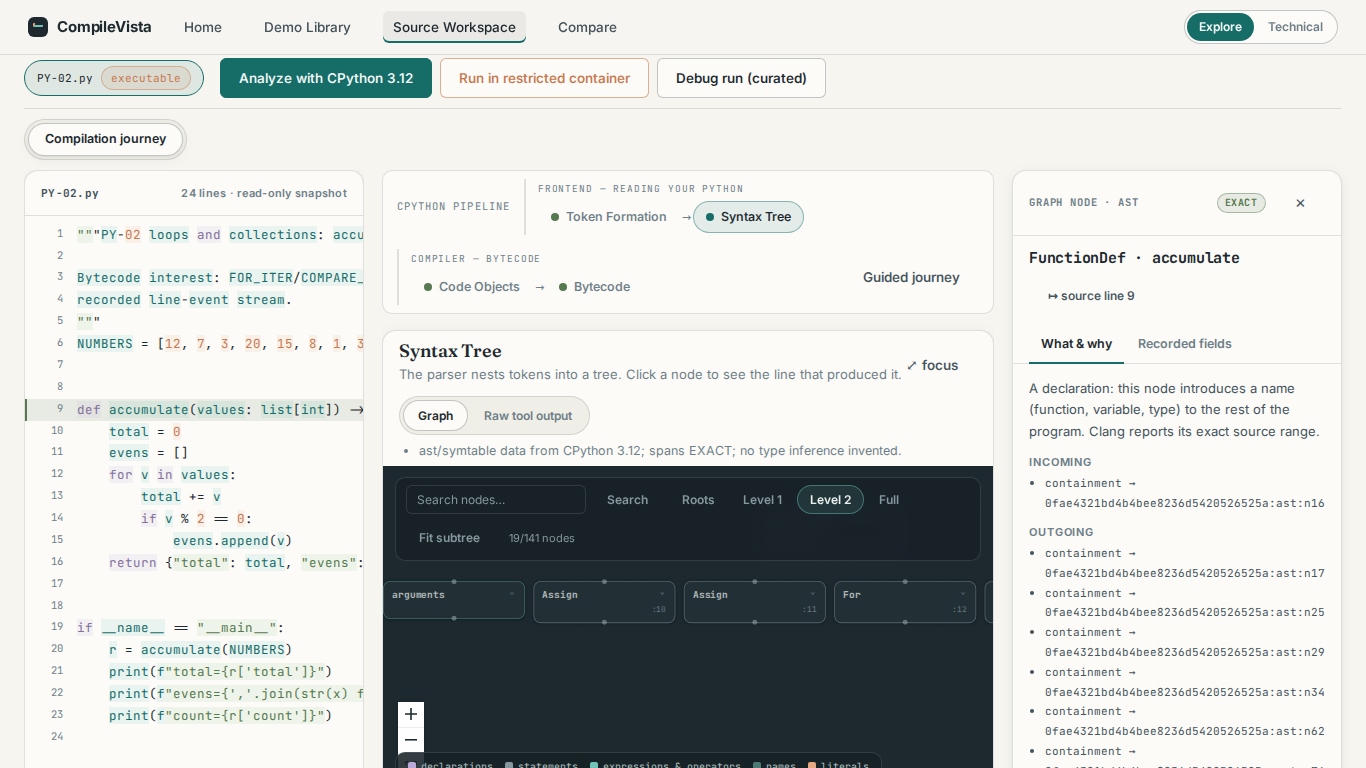 CompileVista
Home
Demo Library
Source Workspace
Compare
Explore
Technical
PY-02.py
executable
Analyze with CPython 3.12
Run in restricted container
Debug run (curated)
Compilation journey
PY-02.py
24 lines · read-only snapshot
1 """PY-02 loops and collections: accu
2
3 Bytecode interest: FOR_ITER/COMPARE_
4 recorded line-event stream.
5 """
6 NUMBERS = [12, 7, 3, 20, 15, 8, 1, 3
7
8
9 def accumulate(values: list[int]) ->
10 total = 0
11 evens = []
12 for v in values:
13 total += v
14 if v % 2 == 0:
15 evens.append(v)
16 return {"total": total, "evens":
17
18
19 if __name__ == "__main__":
20 r = accumulate(NUMBERS)
21 print(f"total={r['total']}")
22 print(f"evens={','.join(str(x) f
23 print(f"count={r['count']}")
24
CPYTHON PIPELINE
FRONTEND — READING YOUR PYTHON
Token Formation → Syntax Tree
COMPILER — BYTECODE
Code Objects → Bytecode
Guided journey
Syntax Tree
The parser nests tokens into a tree. Click a node to see the line that produced it.
⤢ focus
Graph
Raw tool output
• ast/symtable data from CPython 3.12; spans EXACT; no type inference invented.
Search nodes...
Search
Roots
Level 1
Level 2
Full
Fit subtree
19/141 nodes
arguments
Assign
:10
Assign
:11
For
:12
+
−
declarations
statements
expressions & operators
names
literals
GRAPH NODE · AST
EXACT
×
FunctionDef · accumulate
↦ source line 9
What & why
Recorded fields
A declaration: this node introduces a name
(function, variable, type) to the rest of the
program. Clang reports its exact source range.
INCOMING
• containment →
0fae4321bd4b4bee8236d5420526525a:ast:n16
OUTGOING
• containment →
0fae4321bd4b4bee8236d5420526525a:ast:n17
• containment →
0fae4321bd4b4bee8236d5420526525a:ast:n25
• containment →
0fae4321bd4b4bee8236d5420526525a:ast:n29
• containment →
0fae4321bd4b4bee8236d5420526525a:ast:n34
• containment →
0fae4321bd4b4bee8236d5420526525a:ast:n62
• containment →